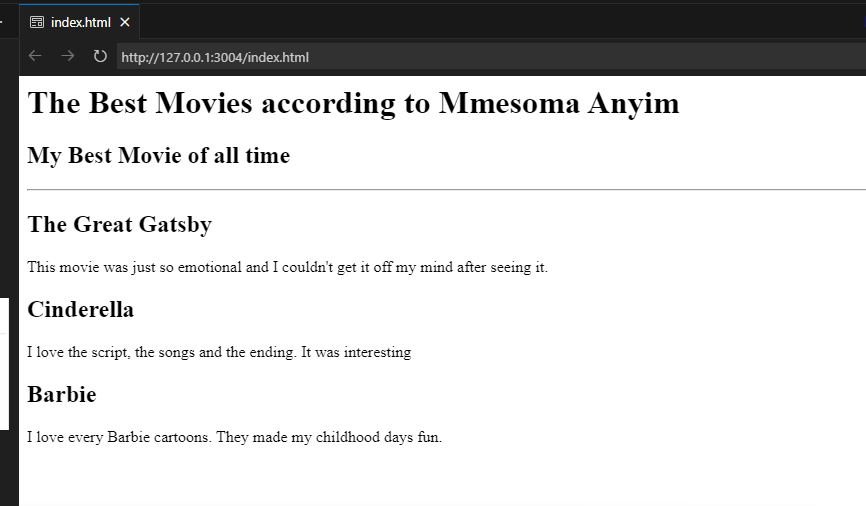 index.html
http://127.0.0.1:3004/index.html
The Best Movies according to Mmesoma Anyim
My Best Movie of all time
The Great Gatsby
This movie was just so emotional and I couldn't get it off my mind after seeing it.
Cinderella
I love the script, the songs and the ending. It was interesting
Barbie
I love every Barbie cartoons. They made my childhood days fun.